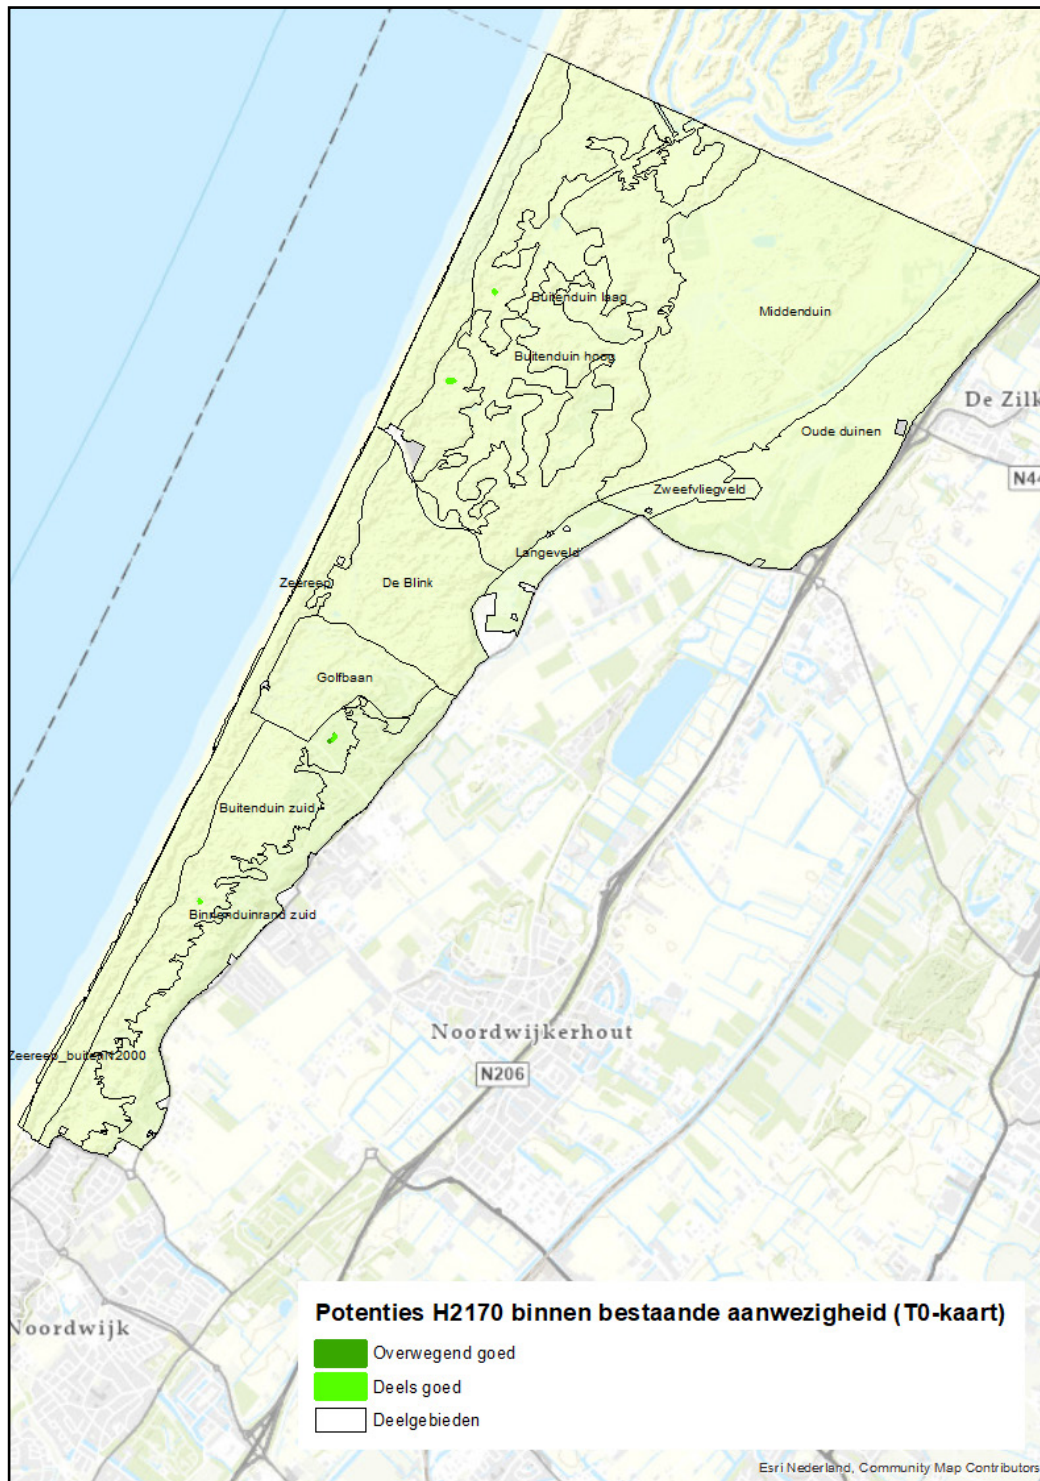 Buitenduin laag
Middenduin
Buitenduin hoog
De Zilk
Oude duinen
N44
Zweefvliegveld
Langeveld
Zeereep
De Blink
Golfbaan
Buitenduin zuid
Binnenduinrand zuid
Noordwijkerhout
Zeereep_buitenN2000
N206
Noordwijk
Potenties H2170 binnen bestaande aanwezigheid (T0-kaart)
Overwegend goed
Deels goed
Deelgebieden
Esri Nederland, Community Map Contributors